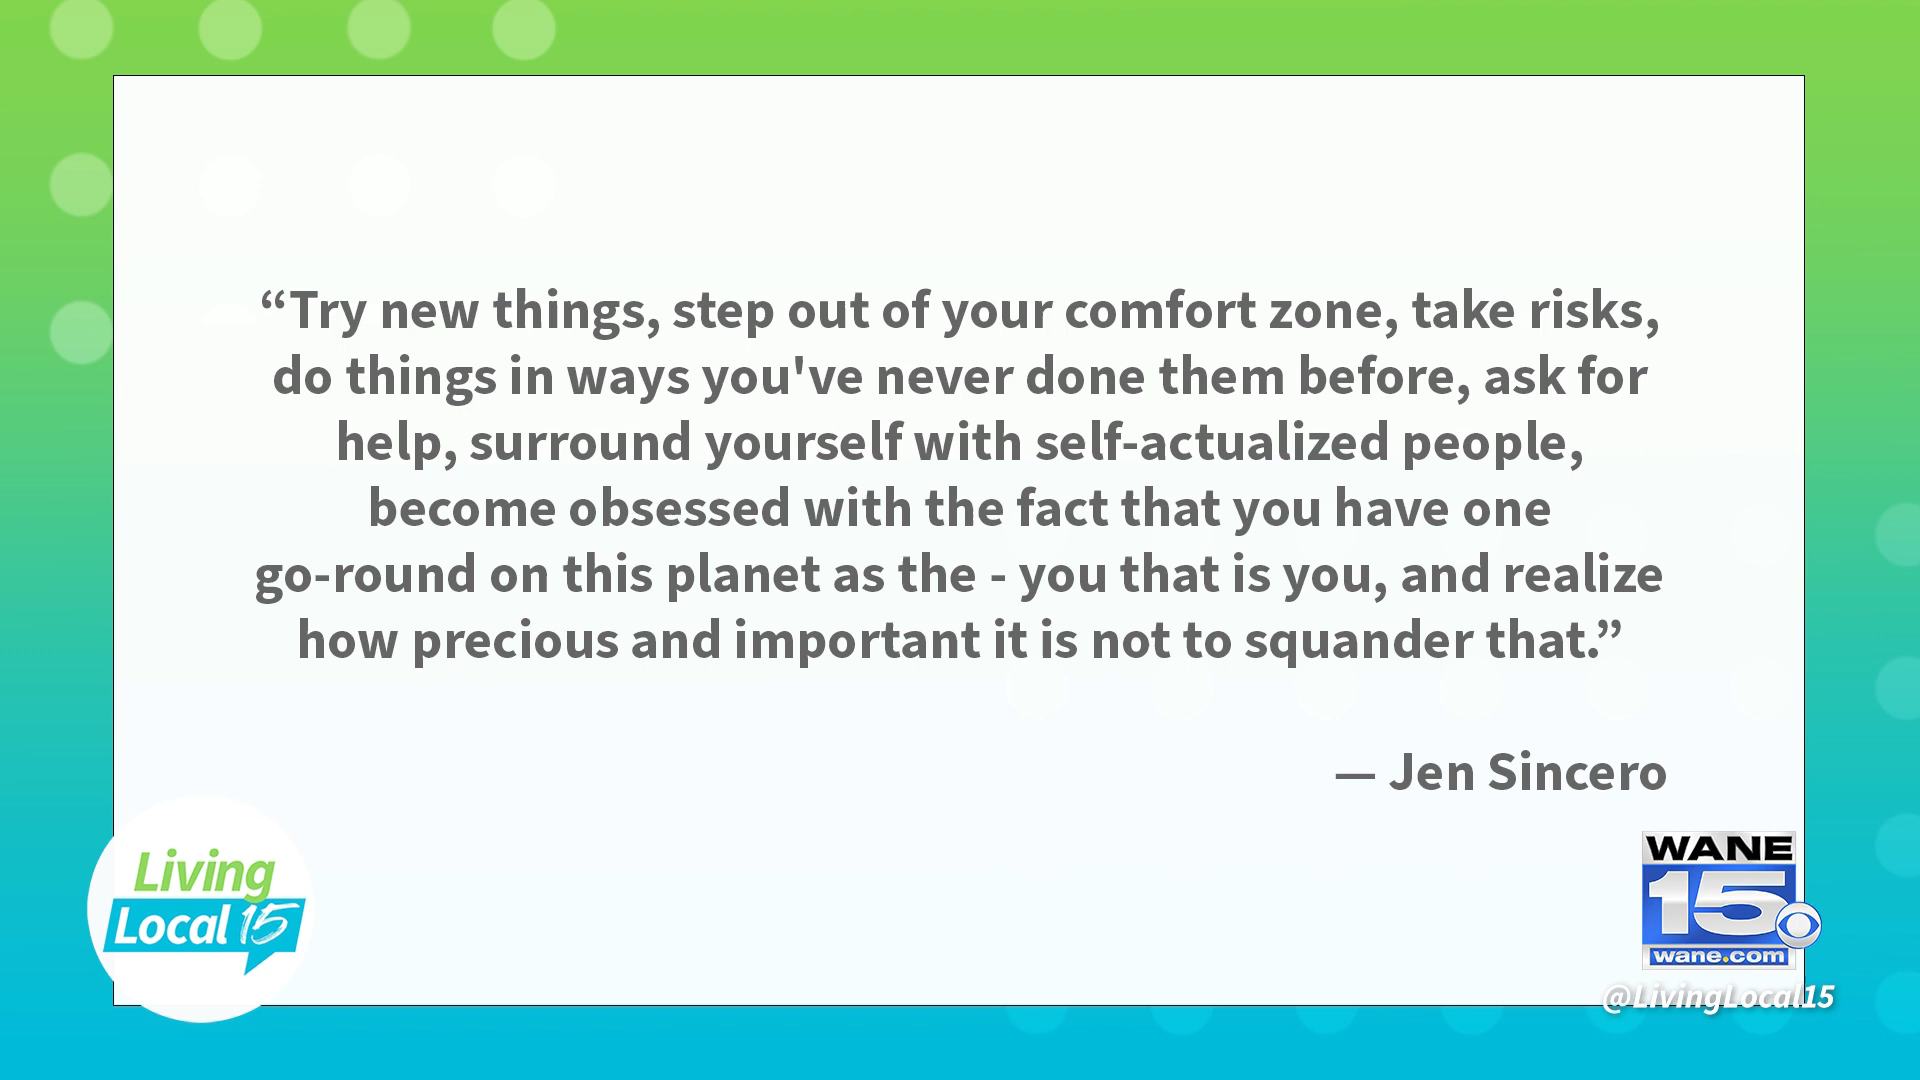 “Try new things, step out of your comfort zone, take risks,
do things in ways you've never done them before, ask for
help, surround yourself with self-actualized people,
become obsessed with the fact that you have one
go-round on this planet as the - you that is you, and realize
how precious and important it is not to squander that.”
— Jen Sincero
Living
Local 15
WANE
15
wane.com
@LivingLocal15